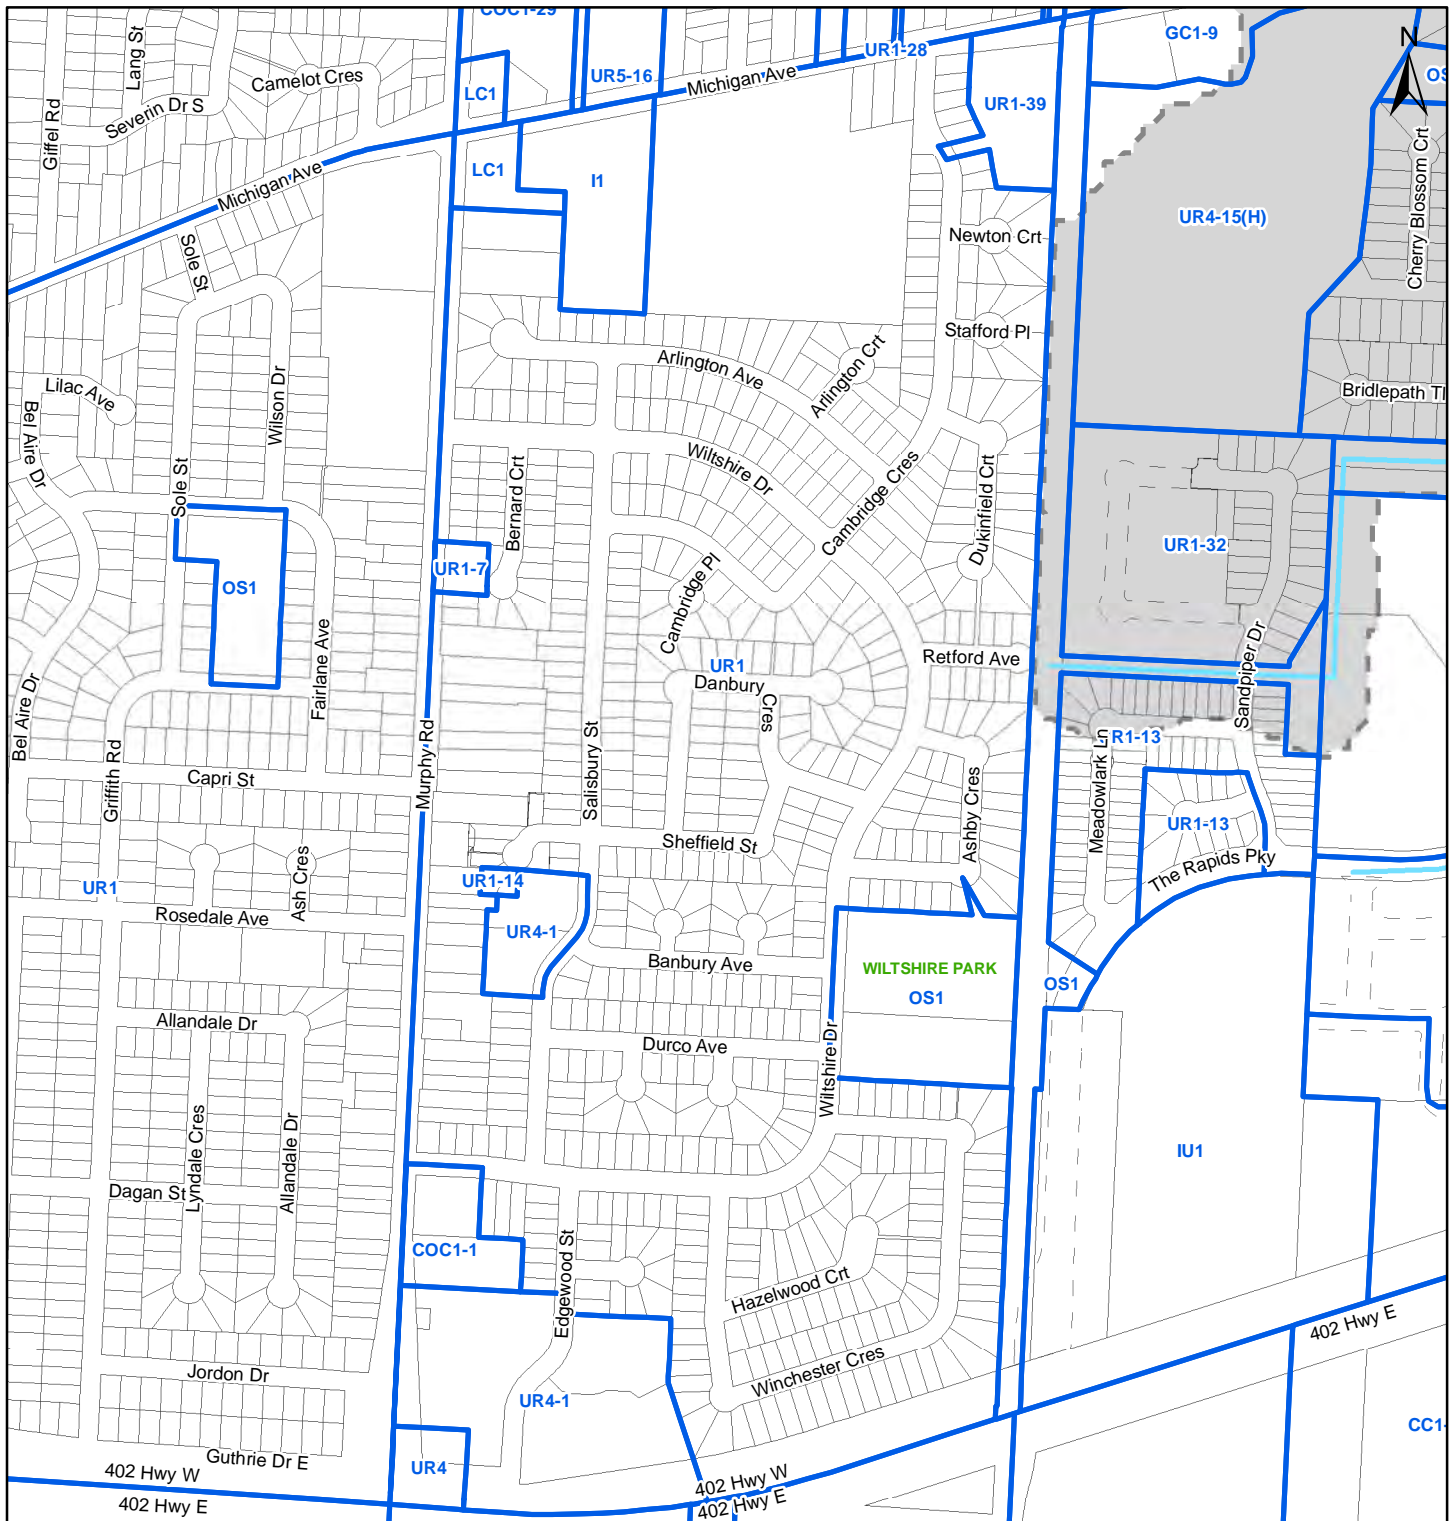 COC1-29
UR5-16
UR1-28
GC1-9
N
Lang St
Camelot Cres
LC1
Michigan Ave
UR1-39
Severin Dr S
Giffel Rd
Cherry Blossom Crt
LC1
I1
Michigan Ave
UR4-15(H)
Newton Crt
Sole St
Stafford Pl
Arlington Ave
Arlington Crt
Lilac Ave
Bridlepath Tl
Wilson Dr
Bel Aire Dr
Wiltshire Dr
Sole St
Bernard Crt
Cambridge Cres
Dukinfield Crt
UR1-32
UR1-7
OS1
Cambridge Pl
UR1
Retford Ave
Fairlane Ave
Danbury
Cres
Sandpiper Dr
Bel Aire Dr
Murphy Rd
R1-13
Capri St
Griffith Rd
Salisbury St
Meadowlark Ln
Ashby Cres
UR1-13
Sheffield St
The Rapids Pky
Ash Cres
UR1
UR1-14
Rosedale Ave
UR4-1
Banbury Ave
WILTSHIRE PARK
OS1
OS1
Allandale Dr
Durco Ave
Wiltshire Dr
Lyndale Cres
Allandale Dr
IU1
Dagan St
COC1-1
Edgewood St
Hazelwood Crt
402 Hwy E
Jordon Dr
Winchester Cres
UR4-1
CC1-
Guthrie Dr E
UR4
402 Hwy W
402 Hwy E
402 Hwy W
402 Hwy E